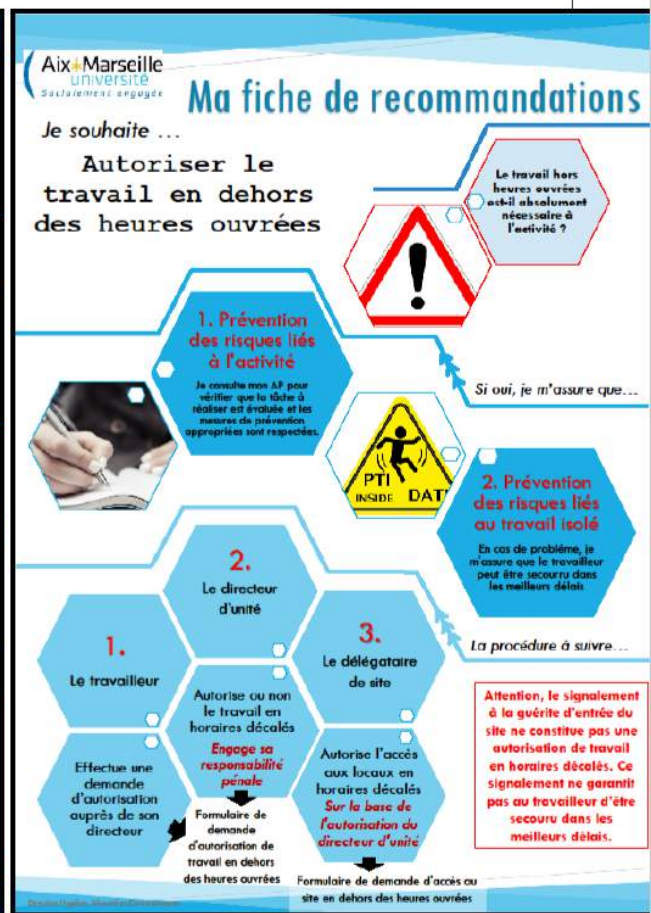 Aix*Marseille
université
Socialement engagée
Ma fiche de recommandations
Je souhaite ...
Autoriser le
travail en dehors
des heures ouvrées
Le travail hors
heures ouvrées
est-il absolument
nécessaire à
l'activité ?
1. Prévention
des risques liés
à l'activité
Je consulte mon AP pour
vérifier que la tâche à
réaliser est évaluée et les
mesures de prévention
appropriées sont respectées.
Si oui, je m'assure que...
PTI
INSIDE DATI
2. Prévention
des risques liés
au travail isolé
En cas de problème, je
m'assure que le travailleur
peut être secouru dans
les meilleurs délais
La procédure à suivre...
1.
Le travailleur
Effectue une
demande
d'autorisation
auprès de son
directeur
2.
Le directeur
d'unité
Autorise ou non
le travail en
horaires décalés
Engage sa
responsabilité
pénale
Formulaire de
demande
d'autorisation de
travail en dehors
des heures ouvrées
3.
Le délégataire
de site
Autorise l'accès
aux locaux en
horaires décalés
Sur la base de
l'autorisation du
directeur d'unité
Formulaire de demande d'accès au
site en dehors des heures ouvrées
Attention, le signalement
à la guérite d'entrée du
site ne constitue pas une
autorisation de travail
en horaires décalés. Ce
signalement ne garantit
pas au travailleur d'être
secouru dans les
meilleurs délais.